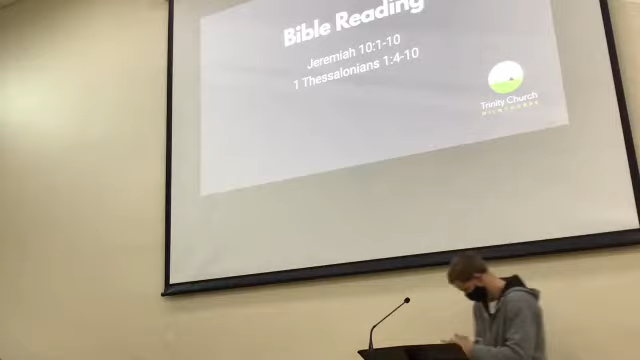 Bible Reading
Jeremiah 10:1-10
1 Thessalonians 1:4-10
Trinity Church